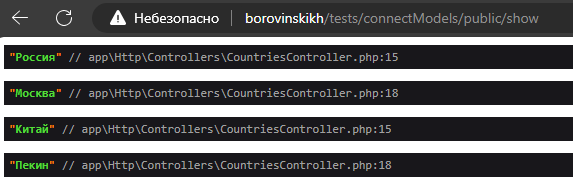 Небезопасно borovinskikh/tests/connectModels/public/show
"Россия" // app\Http\Controllers\CountriesController.php:15
"Москва" // app\Http\Controllers\CountriesController.php:18
"Китай" // app\Http\Controllers\CountriesController.php:15
"Пекин" // app\Http\Controllers\CountriesController.php:18